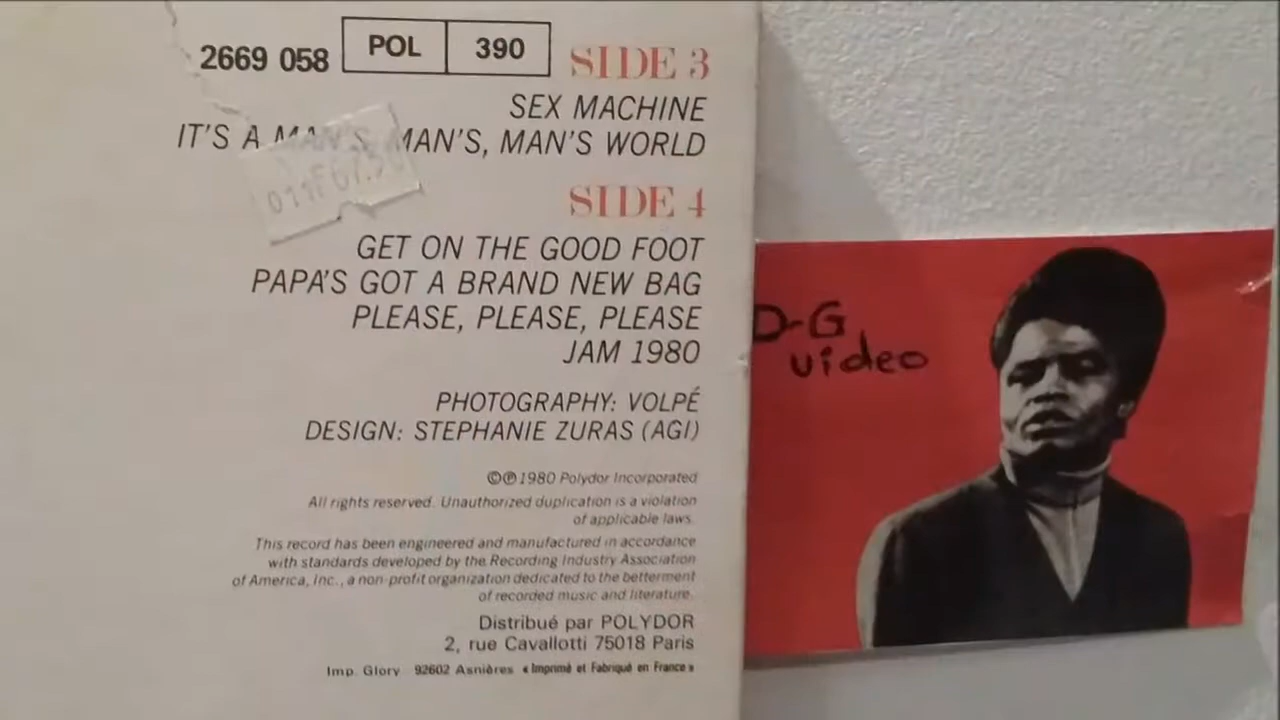 2669 058 POL 390 SIDE 3
SEX MACHINE
IT'S A MAN'S, MAN'S, MAN'S WORLD
011F67.50
SIDE 4
GET ON THE GOOD FOOT
PAPA'S GOT A BRAND NEW BAG
PLEASE, PLEASE, PLEASE
JAM 1980
PHOTOGRAPHY: VOLPÉ
DESIGN: STEPHANIE ZURAS (AGI)
©℗ 1980 Polydor Incorporated
All rights reserved. Unauthorized duplication is a violation
of applicable laws.
This record has been engineered and manufactured in accordance
with standards developed by the Recording Industry Association
of America, Inc., a non-profit organization dedicated to the betterment
of recorded music and literature.
Distribué par POLYDOR
2, rue Cavallotti 75018 Paris
Imp. Glory 92602 Asnières « Imprimé et Fabriqué en France »
D-G
video